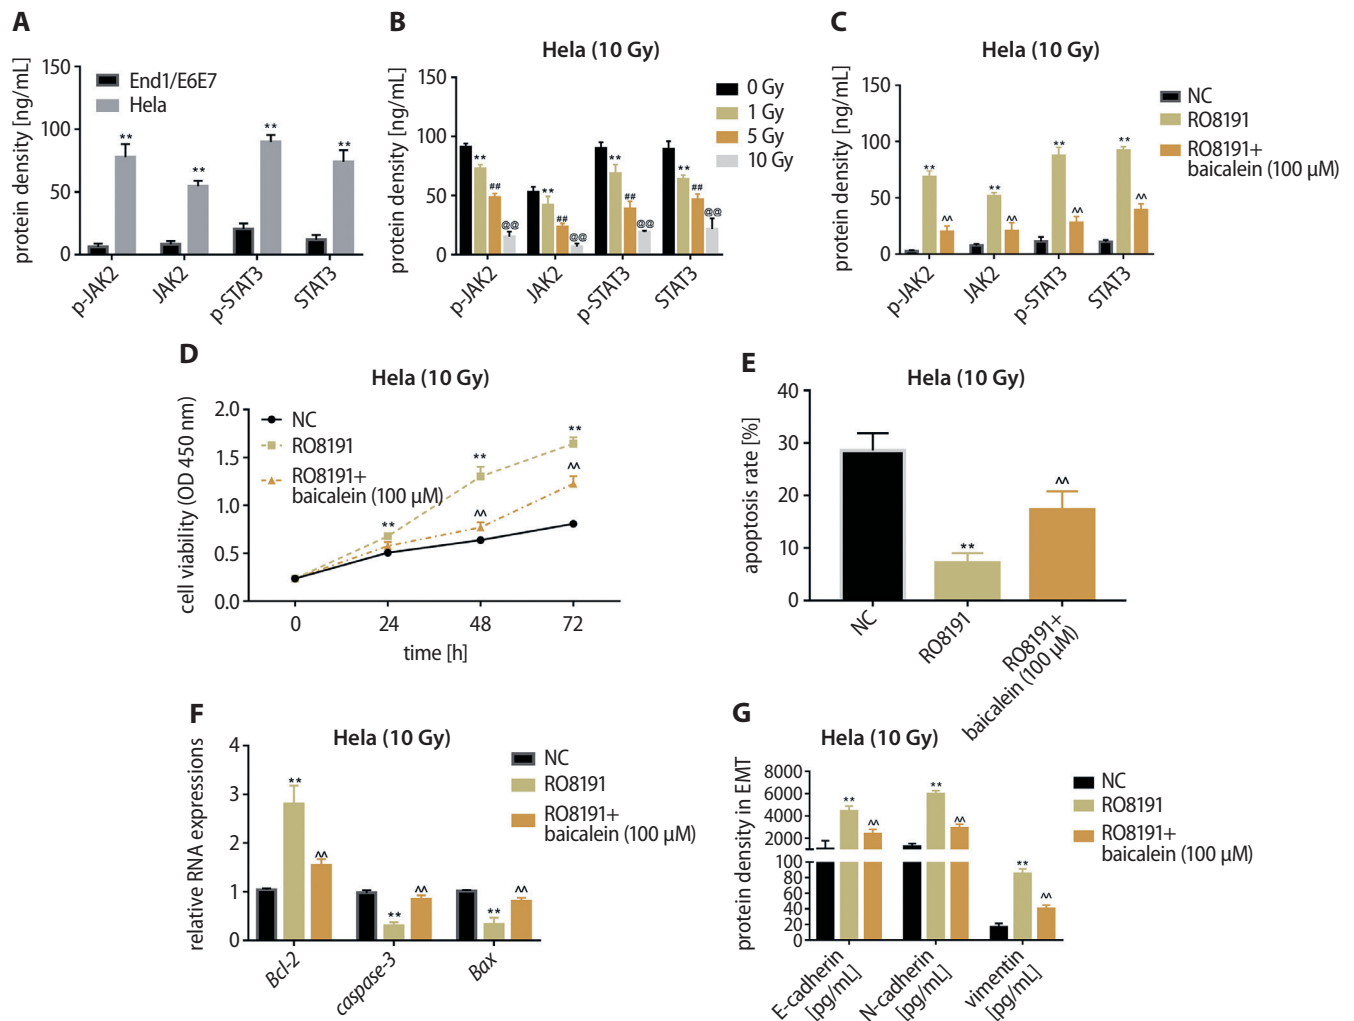 A
protein density [ng/mL]
150
100
50
0
End1/E6E7
Hela
**
**
**
**
p-JAK2
JAK2
p-STAT3
STAT3
B
Hela (10 Gy)
protein density [ng/mL]
150
100
50
0
0 Gy
1 Gy
5 Gy
10 Gy
**
##
@@
**
##
@@
**
##
@@
**
##
@@
p-JAK2
JAK2
p-STAT3
STAT3
C
Hela (10 Gy)
protein density [ng/mL]
150
100
50
0
NC
RO8191
RO8191+
baicalein (100 μM)
**
^^
**
^^
**
^^
**
^^
p-JAK2
JAK2
p-STAT3
STAT3
D
Hela (10 Gy)
cell viability (OD 450 nm)
2.0
1.5
1.0
0.5
0.0
NC
RO8191
RO8191+
baicalein (100 μM)
**
**
^^
**
^^
0
24
48
72
time [h]
E
Hela (10 Gy)
apoptosis rate [%]
40
30
20
10
0
**
^^
NC
RO8191
RO8191+
baicalein (100 μM)
F
Hela (10 Gy)
relative RNA expressions
4
3
2
1
0
NC
RO8191
RO8191+
baicalein (100 μM)
**
^^
**
^^
**
^^
Bcl-2
caspase-3
Bax
G
Hela (10 Gy)
protein density in EMT
8000
6000
4000
2000
100
80
60
40
20
0
NC
RO8191
RO8191+
baicalein (100 μM)
**
^^
**
^^
**
^^
E-cadherin
[pg/mL]
N-cadherin
[pg/mL]
vimentin
[pg/mL]